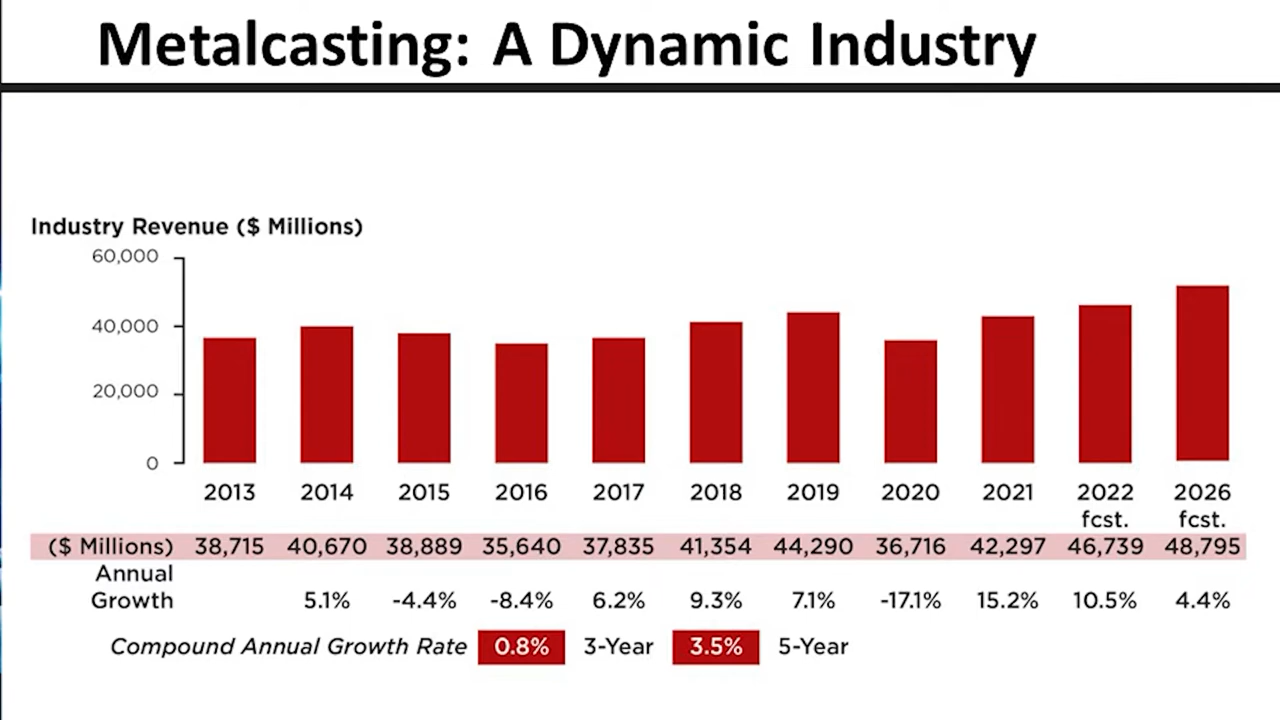 Metalcasting: A Dynamic Industry
Industry Revenue ($ Millions)
60,000
40,000
20,000
0
2013 2014 2015 2016 2017 2018 2019 2020 2021 2022 2026
fcst. fcst.
($ Millions) 38,715 40,670 38,889 35,640 37,835 41,354 44,290 36,716 42,297 46,739 48,795
Annual
Growth 5.1% -4.4% -8.4% 6.2% 9.3% 7.1% -17.1% 15.2% 10.5% 4.4%
Compound Annual Growth Rate 0.8% 3-Year 3.5% 5-Year